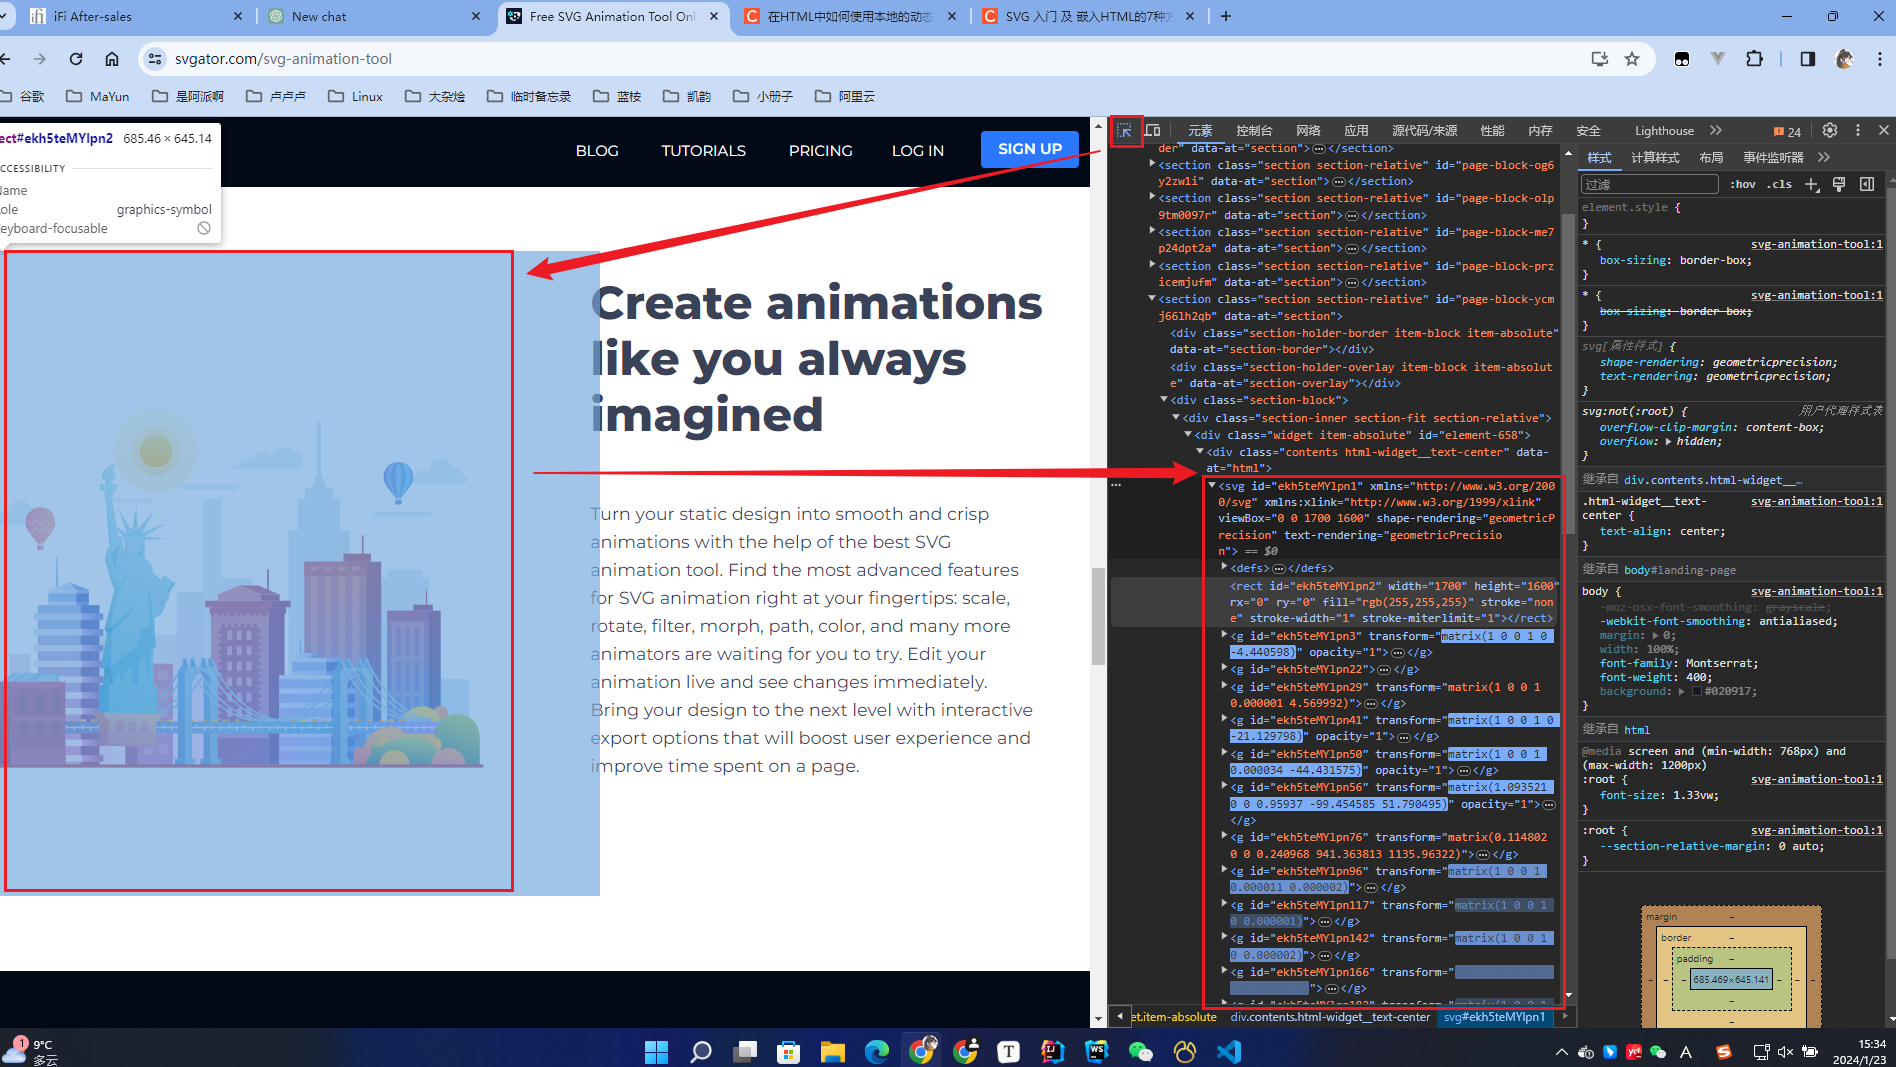 iFi After-sales
New chat
Free SVG Animation Tool Onl
在HTML中如何使用本地的动态
SVG 入门 及 嵌入HTML的7种方
svgator.com/svg-animation-tool
谷歌
MaYun
是阿派啊
卢卢卢
Linux
大杂烩
临时备忘录
蓝桉
凯韵
小册子
阿里云
ect#ekh5teMYlpn2 685.46 × 645.14
CCESSIBILITY
Name
ole graphics-symbol
eyboard-focusable
BLOG
TUTORIALS
PRICING
LOG IN
SIGN UP
Create animations
like you always
imagined
Turn your static design into smooth and crisp
animations with the help of the best SVG
animation tool. Find the most advanced features
for SVG animation right at your fingertips: scale,
rotate, filter, morph, path, color, and many more
animators are waiting for you to try. Edit your
animation live and see changes immediately.
Bring your design to the next level with interactive
export options that will boost user experience and
improve time spent on a page.
元素 控制台 网络 应用 源代码/来源 性能 内存 安全 Lighthouse 24
der" data-at="section">…</section>
<section class="section section-relative" id="page-block-og6
y2zw1i" data-at="section">…</section>
<section class="section section-relative" id="page-block-olp
9tm0097r" data-at="section">…</section>
<section class="section section-relative" id="page-block-me7
p24dpt2a" data-at="section">…</section>
<section class="section section-relative" id="page-block-prz
icemjufm" data-at="section">…</section>
<section class="section section-relative" id="page-block-ycm
j66lh2qb" data-at="section">
<div class="section-holder-border item-block item-absolute"
data-at="section-border"></div>
<div class="section-holder-overlay item-block item-absolut
e" data-at="section-overlay"></div>
<div class="section-block">
<div class="section-inner section-fit section-relative">
<div class="widget item-absolute" id="element-658">
<div class="contents html-widget__text-center" data-
at="html">
<svg id="ekh5teMYlpn1" xmlns="http://www.w3.org/200
0/svg" xmlns:xlink="http://www.w3.org/1999/xlink"
viewBox="0 0 1700 1600" shape-rendering="geometricP
recision" text-rendering="geometricPrecisio
n"> == $0
<defs>…</defs>
<rect id="ekh5teMYlpn2" width="1700" height="1600"
rx="0" ry="0" fill="rgb(255,255,255)" stroke="non
e" stroke-width="1" stroke-miterlimit="1"></rect>
<g id="ekh5teMYlpn3" transform="matrix(1 0 0 1 0
-4.440598)" opacity="1">…</g>
<g id="ekh5teMYlpn22">…</g>
<g id="ekh5teMYlpn29" transform="matrix(1 0 0 1
0.000001 4.569992)">…</g>
<g id="ekh5teMYlpn41" transform="matrix(1 0 0 1 0
-21.129798)" opacity="1">…</g>
<g id="ekh5teMYlpn50" transform="matrix(1 0 0 1
0.000034 -44.431575)" opacity="1">…</g>
<g id="ekh5teMYlpn56" transform="matrix(1.093521
0 0 0.95937 -99.454585 51.790495)" opacity="1">…
</g>
<g id="ekh5teMYlpn76" transform="matrix(0.114802
0 0 0.240968 941.363813 1135.96322)">…</g>
<g id="ekh5teMYlpn96" transform="matrix(1 0 0 1
0.000011 0.000002)">…</g>
<g id="ekh5teMYlpn117" transform="matrix(1 0 0 1
0 0.000001)">…</g>
<g id="ekh5teMYlpn142" transform="matrix(1 0 0 1
0 0.000002)">…</g>
<g id="ekh5teMYlpn166" transform="
">…</g>
et.item-absolute div.contents.html-widget__text-center svg#ekh5teMYlpn1
样式 计算样式 布局 事件监听器
过滤 :hov .cls
element.style {
}
* { svg-animation-tool:1
box-sizing: border-box;
}
* { svg-animation-tool:1
box-sizing: border-box;
}
svg[属性样式] {
shape-rendering: geometricprecision;
text-rendering: geometricprecision;
}
svg:not(:root) { 用户代理样式表
overflow-clip-margin: content-box;
overflow: hidden;
}
继承自 div.contents.html-widget__…
.html-widget__text- svg-animation-tool:1
center {
text-align: center;
}
继承自 body#landing-page
body { svg-animation-tool:1
-moz-osx-font-smoothing: grayscale;
-webkit-font-smoothing: antialiased;
margin: 0;
width: 100%;
font-family: Montserrat;
font-weight: 400;
background: #020917;
}
继承自 html
@media screen and (min-width: 768px) and
(max-width: 1200px)
:root { svg-animation-tool:1
font-size: 1.33vw;
}
:root { svg-animation-tool:1
--section-relative-margin: 0 auto;
}
margin –
border –
padding –
685.469×645.141
1
9°C
多云
15:34
2024/1/23